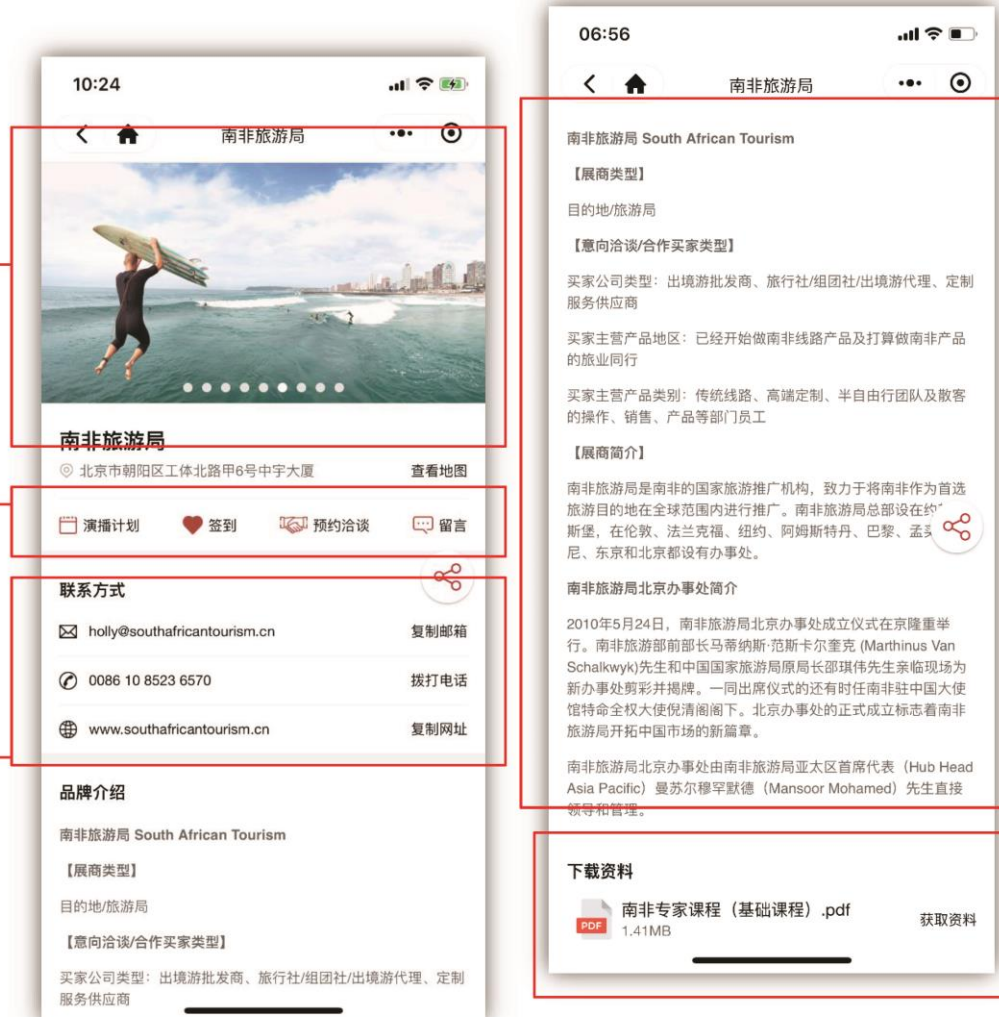 10:24
南非旅游局
南非旅游局
北京市朝阳区工体北路甲6号中宇大厦 查看地图
演播计划 签到 预约洽谈 留言
联系方式
holly@southafricantourism.cn 复制邮箱
0086 10 8523 6570 拨打电话
www.southafricantourism.cn 复制网址
品牌介绍
南非旅游局 South African Tourism
【展商类型】
目的地/旅游局
【意向洽谈/合作买家类型】
买家公司类型：出境游批发商、旅行社/组团社/出境游代理、定制
服务供应商
06:56
南非旅游局
南非旅游局 South African Tourism
【展商类型】
目的地/旅游局
【意向洽谈/合作买家类型】
买家公司类型：出境游批发商、旅行社/组团社/出境游代理、定制
服务供应商
买家主营产品地区：已经开始做南非线路产品及打算做南非产品
的旅业同行
买家主营产品类别：传统线路、高端定制、半自由行团队及散客
的操作、销售、产品等部门员工
【展商简介】
南非旅游局是南非的国家旅游推广机构，致力于将南非作为首选
旅游目的地在全球范围内进行推广。南非旅游局总部设在约
斯堡，在伦敦、法兰克福、纽约、阿姆斯特丹、巴黎、孟
尼、东京和北京都设有办事处。
南非旅游局北京办事处简介
2010年5月24日，南非旅游局北京办事处成立仪式在京隆重举
行。南非旅游部前部长马蒂纳斯·范斯卡尔奎克 (Marthinus Van
Schalkwyk)先生和中国国家旅游局原局长邵琪伟先生亲临现场为
新办事处剪彩并揭牌。一同出席仪式的还有时任南非驻中国大使
馆特命全权大使倪清阁阁下。北京办事处的正式成立标志着南非
旅游局开拓中国市场的新篇章。
南非旅游局北京办事处由南非旅游局亚太区首席代表（Hub Head
Asia Pacific）曼苏尔穆罕默德（Mansoor Mohamed）先生直接
领导和管理。
下载资料
PDF 南非专家课程（基础课程）.pdf 获取资料
1.41MB